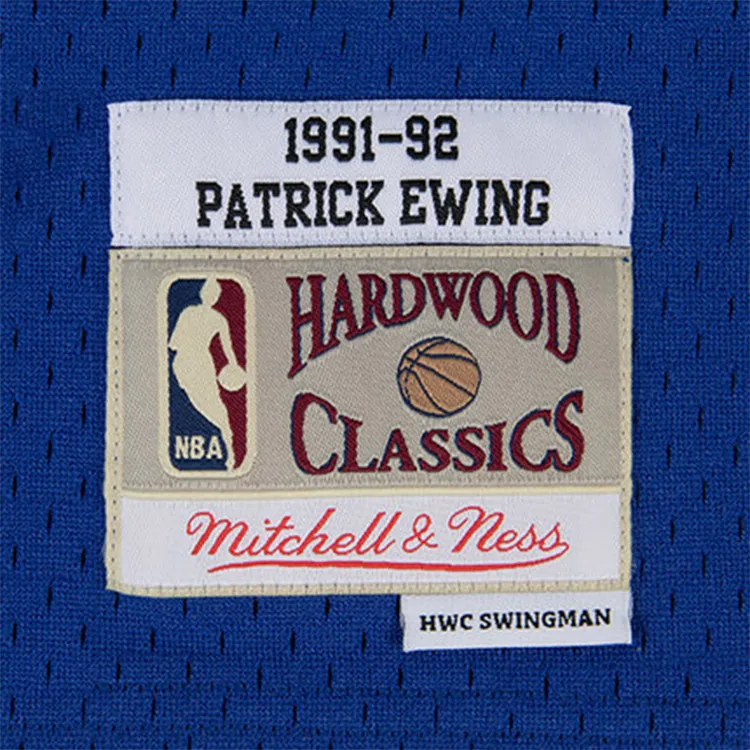 1991-92
PATRICK EWING
HARDWOOD
CLASSICS
NBA
Mitchell & Ness
HWC SWINGMAN